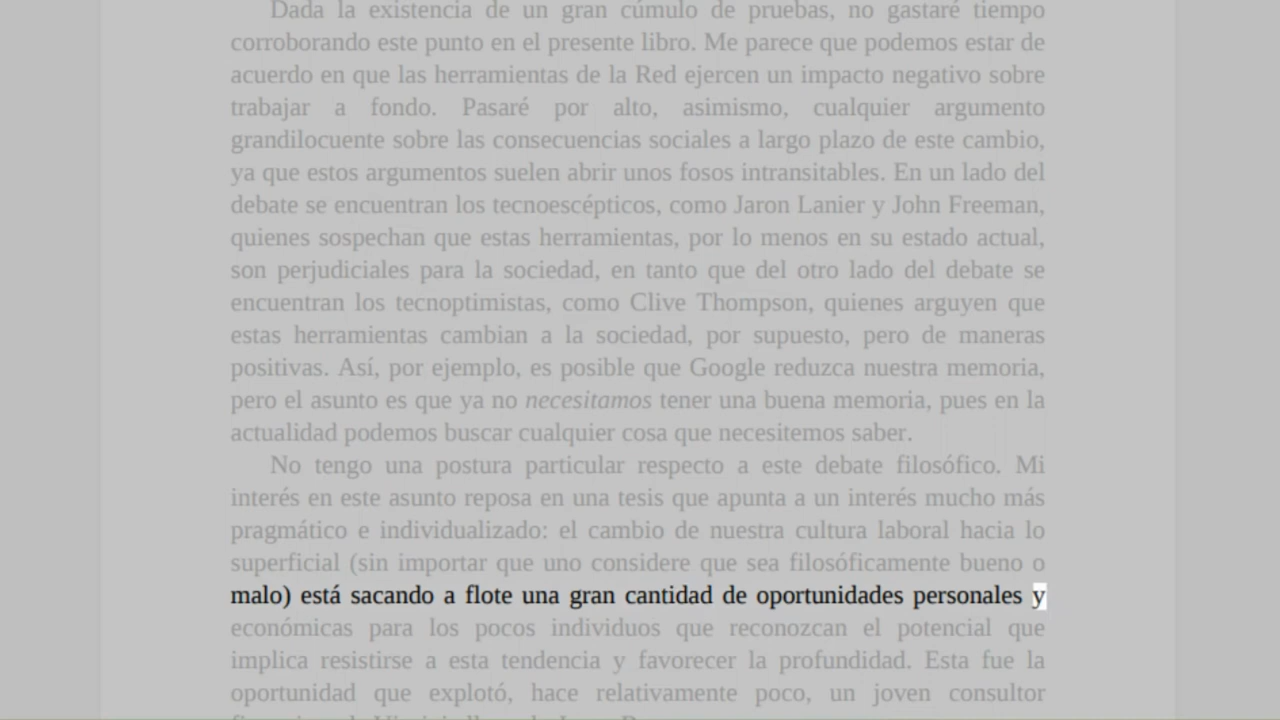 Dada la existencia de un gran cúmulo de pruebas, no gastaré tiempo
corroborando este punto en el presente libro. Me parece que podemos estar de
acuerdo en que las herramientas de la Red ejercen un impacto negativo sobre
trabajar a fondo. Pasaré por alto, asimismo, cualquier argumento
grandilocuente sobre las consecuencias sociales a largo plazo de este cambio,
ya que estos argumentos suelen abrir unos fosos intransitables. En un lado del
debate se encuentran los tecnoescépticos, como Jaron Lanier y John Freeman,
quienes sospechan que estas herramientas, por lo menos en su estado actual,
son perjudiciales para la sociedad, en tanto que del otro lado del debate se
encuentran los tecnoptimistas, como Clive Thompson, quienes arguyen que
estas herramientas cambian a la sociedad, por supuesto, pero de maneras
positivas. Así, por ejemplo, es posible que Google reduzca nuestra memoria,
pero el asunto es que ya no necesitamos tener una buena memoria, pues en la
actualidad podemos buscar cualquier cosa que necesitemos saber.
No tengo una postura particular respecto a este debate filosófico. Mi
interés en este asunto reposa en una tesis que apunta a un interés mucho más
pragmático e individualizado: el cambio de nuestra cultura laboral hacia lo
superficial (sin importar que uno considere que sea filosóficamente bueno o
malo) está sacando a flote una gran cantidad de oportunidades personales y
económicas para los pocos individuos que reconozcan el potencial que
implica resistirse a esta tendencia y favorecer la profundidad. Esta fue la
oportunidad que explotó, hace relativamente poco, un joven consultor